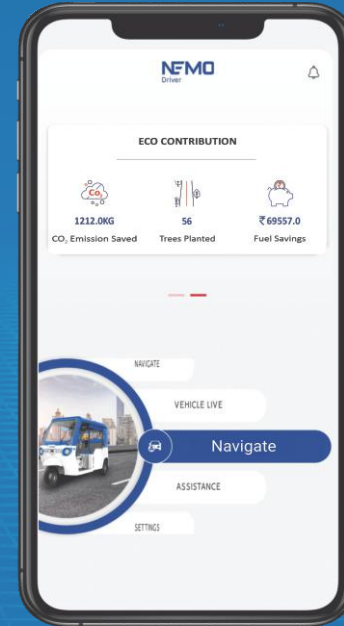 NEMO
Driver
ECO CONTRIBUTION
Co₂
1212.0KG
56
₹69557.0
CO₂ Emission Saved
Trees Planted
Fuel Savings
NAVIGATE
VEHICLE LIVE
Navigate
ASSISTANCE
SETTINGS